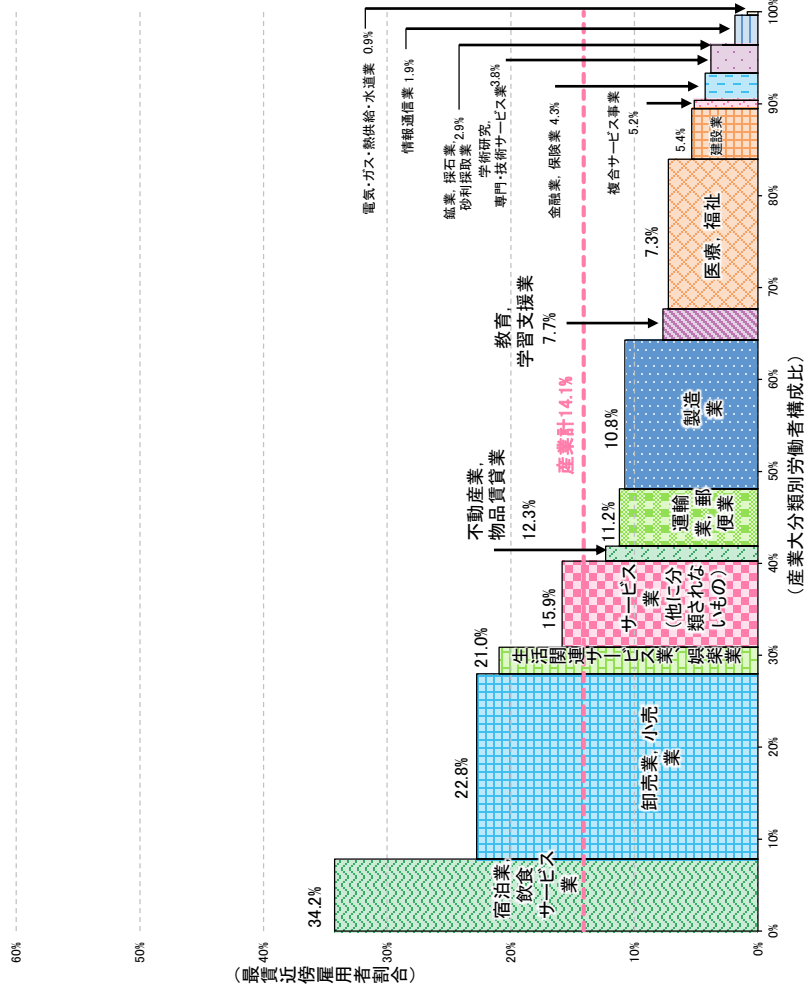 (最賃近傍雇用者割合)
60%
50%
40%
30%
20%
10%
0%
34.2%
宿泊業,
飲食
サービス
業
22.8%
卸売業, 小売
業
21.0%
生活関連サービス業, 娯楽業
15.9%
サービス
業
(他に分
類されな
いもの)
不動産業,
物品賃貸業
12.3%
11.2%
運輸
業, 郵
便業
10.8%
製造
業
産業計14.1%
教育,
学習支援業
7.7%
7.3%
医療, 福祉
5.4%
建設業
複合サービス事業
5.2%
金融業, 保険業 4.3%
学術研究,
専門・技術サービス業3.8%
鉱業, 採石業,
砂利採取業 2.9%
情報通信業 1.9%
電気・ガス・熱供給・水道業 0.9%
0%
10%
20%
30%
40%
50%
60%
70%
80%
90%
100%
(産業大分類別労働者構成比)